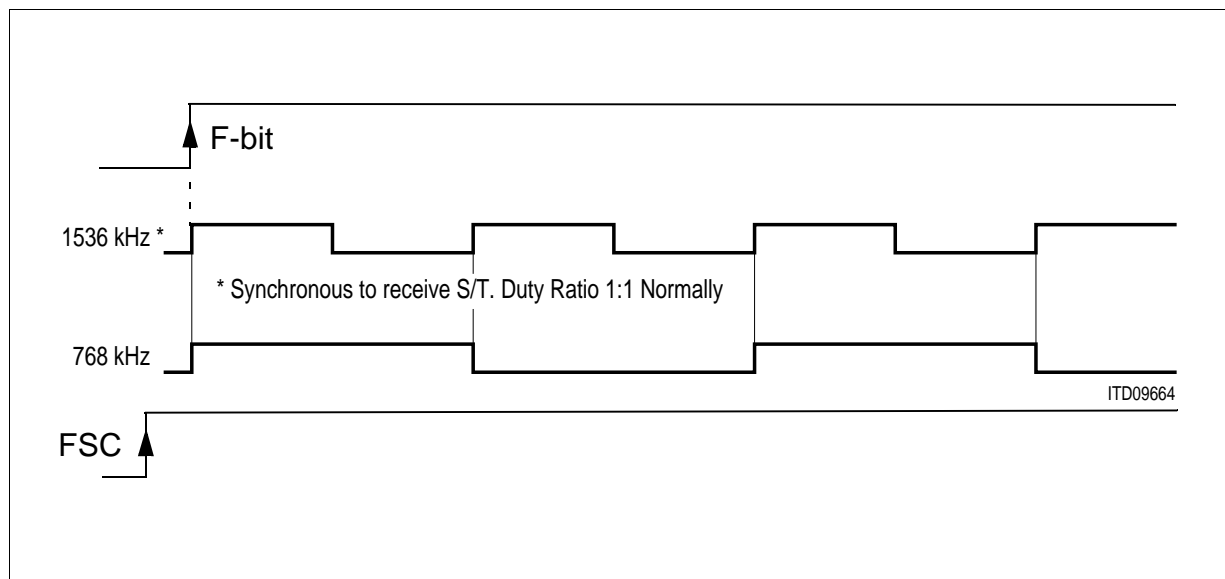 F-bit
1536 kHz *
* Synchronous to receive S/T. Duty Ratio 1:1 Normally
768 kHz
ITD09664
FSC